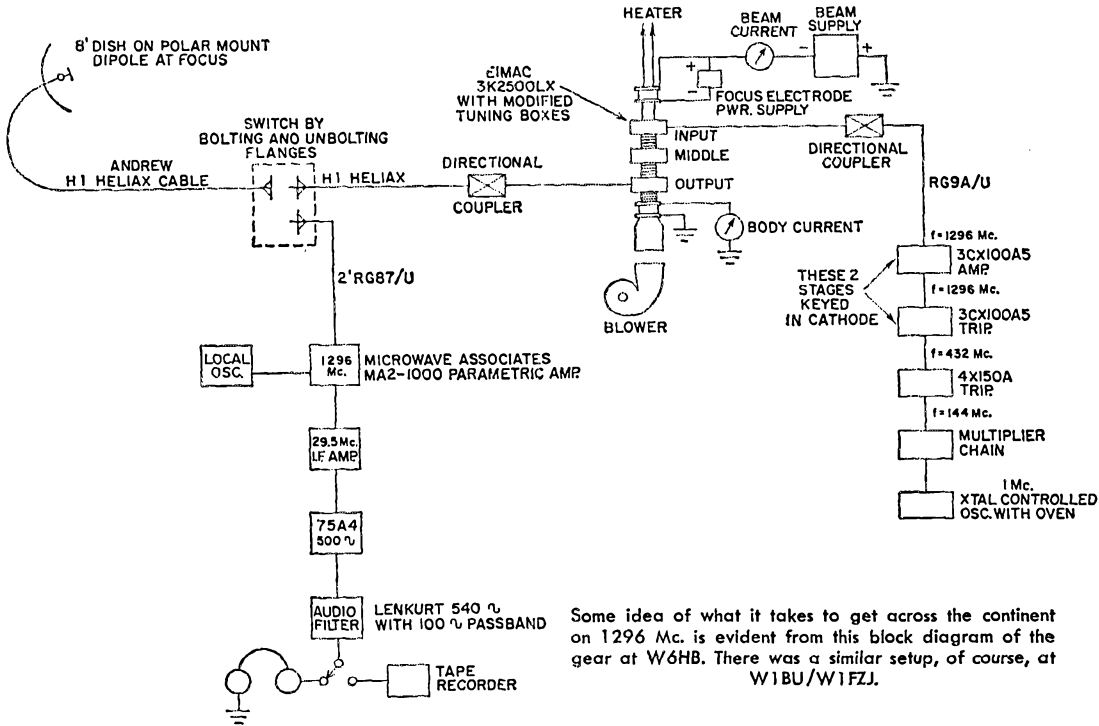 8' DISH ON POLAR MOUNT
DIPOLE AT FOCUS
ANDREW
H1 HELIAX CABLE
SWITCH BY
BOLTING AND UNBOLTING
FLANGES
H1 HELIAX
DIRECTIONAL
COUPLER
EIMAC
3K2500LX
WITH MODIFIED
TUNING BOXES
HEATER
BEAM
CURRENT
BEAM
SUPPLY
-
+
+
-
FOCUS ELECTRODE
PWR. SUPPLY
INPUT
MIDDLE
OUTPUT
DIRECTIONAL
COUPLER
RG9A/U
BODY CURRENT
BLOWER
f=1296 Mc.
3CX100A5
AMP.
f=1296 Mc.
THESE 2
STAGES
KEYED
IN CATHODE
3CX100A5
TRIP.
f=432 Mc.
4X150A
TRIP.
f=144 Mc.
MULTIPLIER
CHAIN
1 Mc.
XTAL CONTROLLED
OSC. WITH OVEN
2' RG87/U
LOCAL
OSC.
1296
Mc.
MICROWAVE ASSOCIATES
MA2-1000 PARAMETRIC AMP.
29.5 Mc.
I.F. AMP.
75A4
500 ~
AUDIO
FILTER
LENKURT 540 ~
WITH 100 ~ PASSBAND
TAPE
RECORDER
Some idea of what it takes to get across the continent
on 1296 Mc. is evident from this block diagram of the
gear at W6HB. There was a similar setup, of course, at
W1BU/W1FZJ.